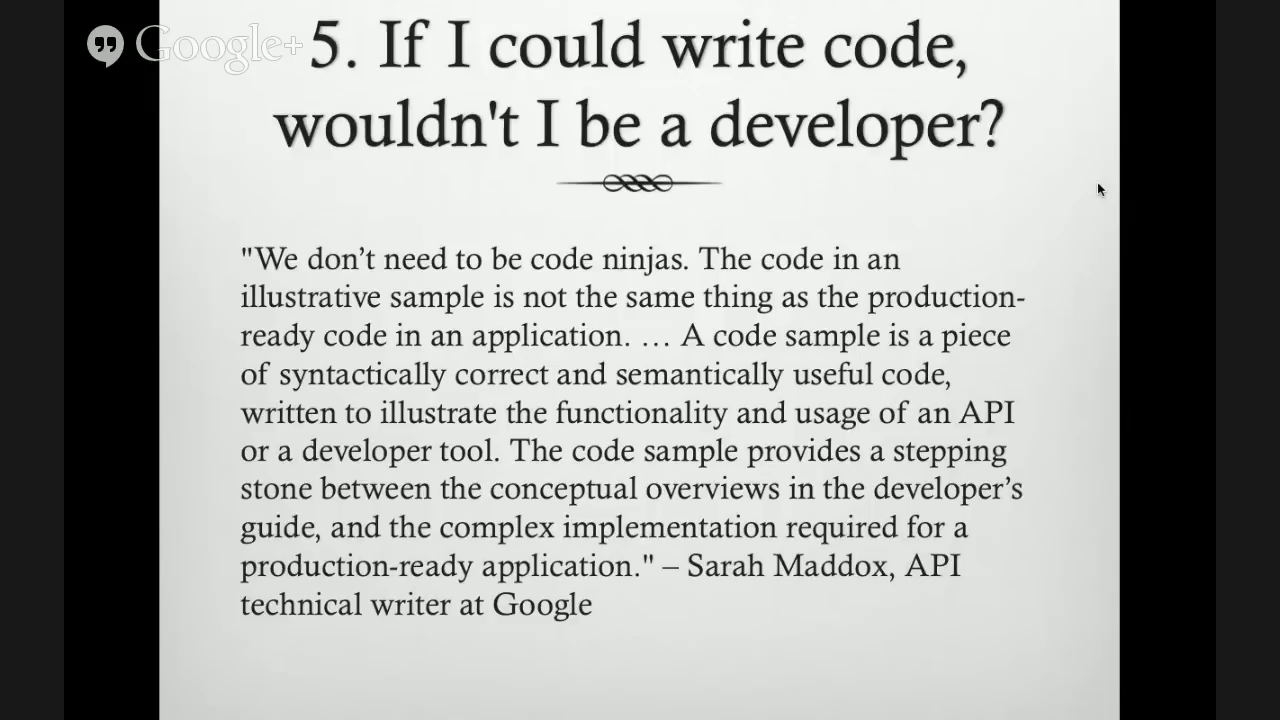 Google+
5. If I could write code,
wouldn't I be a developer?
"We don’t need to be code ninjas. The code in an
illustrative sample is not the same thing as the production-
ready code in an application. … A code sample is a piece
of syntactically correct and semantically useful code,
written to illustrate the functionality and usage of an API
or a developer tool. The code sample provides a stepping
stone between the conceptual overviews in the developer’s
guide, and the complex implementation required for a
production-ready application." – Sarah Maddox, API
technical writer at Google